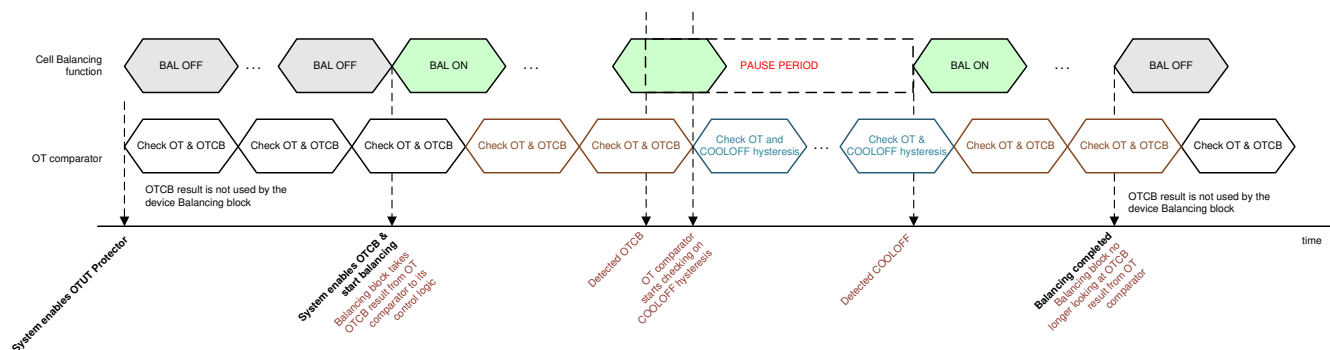 Cell Balancing
function
BAL OFF
...
BAL OFF
BAL ON
...
PAUSE PERIOD
BAL ON
...
BAL OFF
OT comparator
Check OT & OTCB
Check OT & OTCB
Check OT & OTCB
Check OT & OTCB
Check OT & OTCB
Check OT and
COOLOFF hysteresis
...
Check OT &
COOLOFF hysteresis
Check OT & OTCB
Check OT & OTCB
Check OT & OTCB
OTCB result is not used by the
device Balancing block
OTCB result is not used by the
device Balancing block
time
System enables OTUT Protector
System enables OTCB &
start balancing
Balancing block takes
OTCB result from OT
comparator to its
control logic
Detected OTCB
OT comparator
starts checking on
COOLOFF hysteresis
Detected COOLOFF
Balancing completed
Balancing block no
longer looking at OTCB
result from OT
comparator